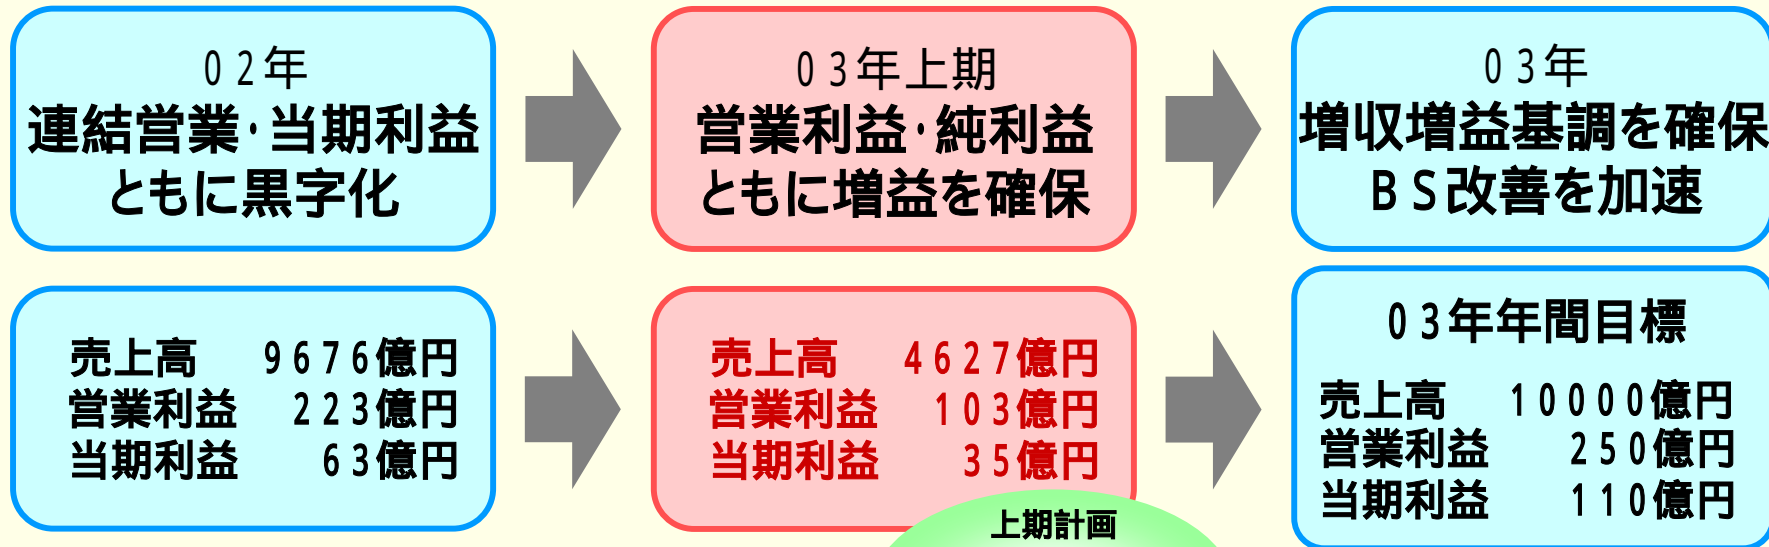 02年
連結営業・当期利益
ともに黒字化
03年上期
営業利益・純利益
ともに増益を確保
03年
増収増益基調を確保
BS改善を加速
売上高 9676億円
営業利益 223億円
当期利益 63億円
売上高 4627億円
営業利益 103億円
当期利益 35億円
上期計画
03年年間目標
売上高 10000億円
営業利益 250億円
当期利益 110億円